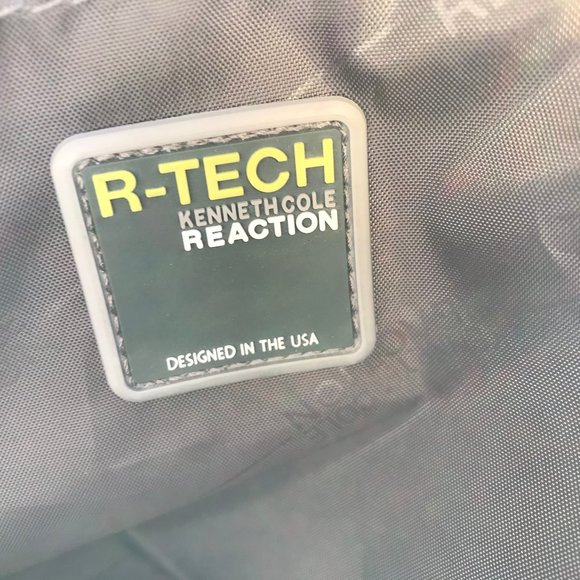 R-TECH
KENNETH COLE
REACTION
DESIGNED IN THE USA